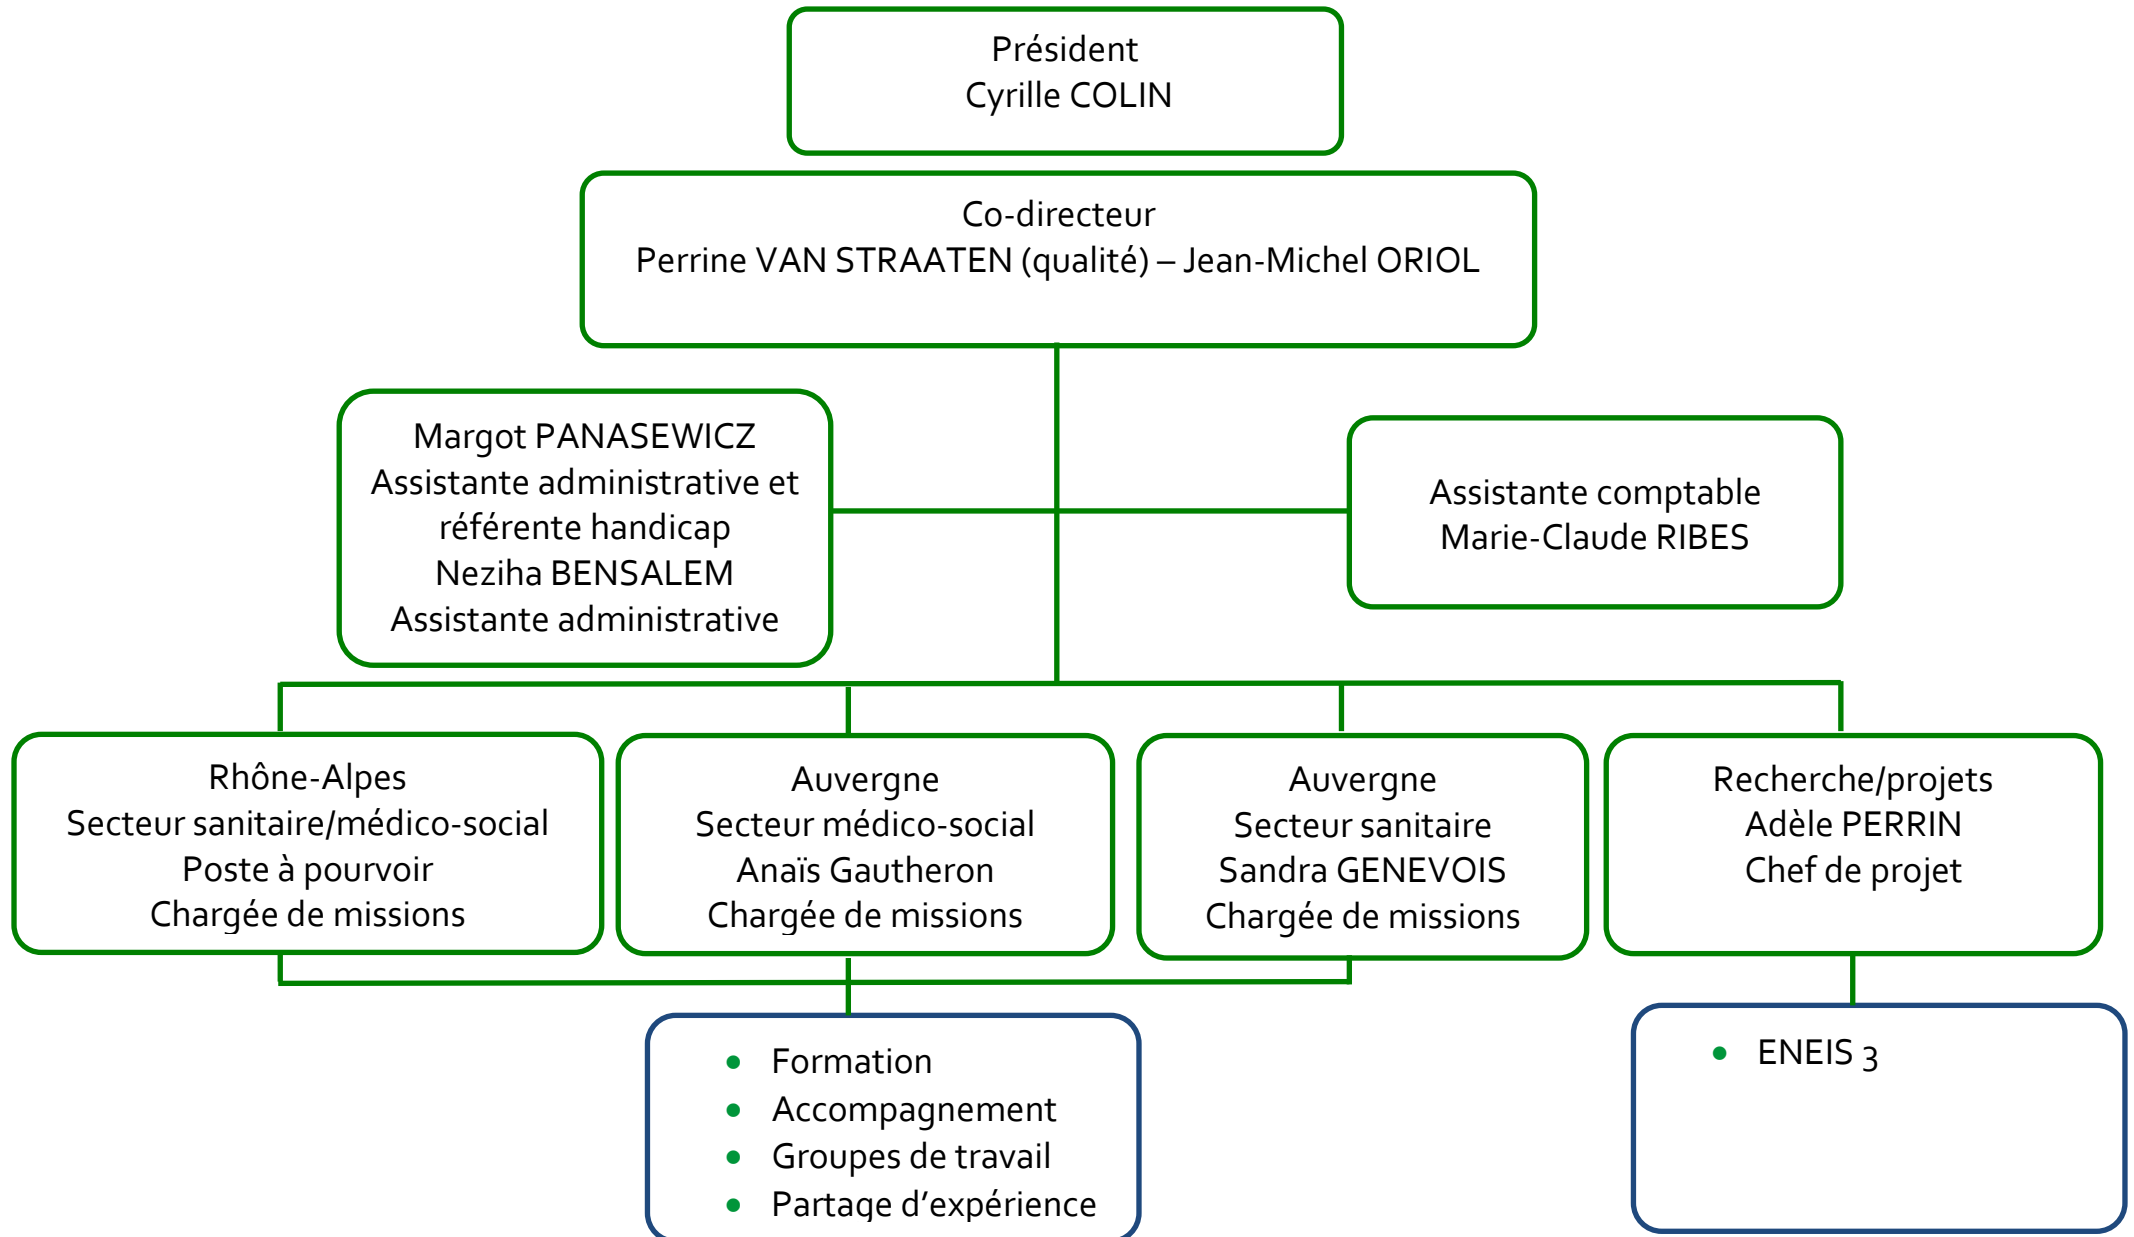 Président
Cyrille COLIN
Co-directeur
Perrine VAN STRAATEN (qualité) – Jean-Michel ORIOL
Margot PANASEWICZ
Assistante administrative et
référente handicap
Neziha BENSALEM
Assistante administrative
Assistante comptable
Marie-Claude RIBES
Rhône-Alpes
Secteur sanitaire/médico-social
Poste à pourvoir
Chargée de missions
Auvergne
Secteur médico-social
Anaïs Gautheron
Chargée de missions
Auvergne
Secteur sanitaire
Sandra GENEVOIS
Chargée de missions
Recherche/projets
Adèle PERRIN
Chef de projet
• Formation
• Accompagnement
• Groupes de travail
• Partage d’expérience
• ENEIS 3